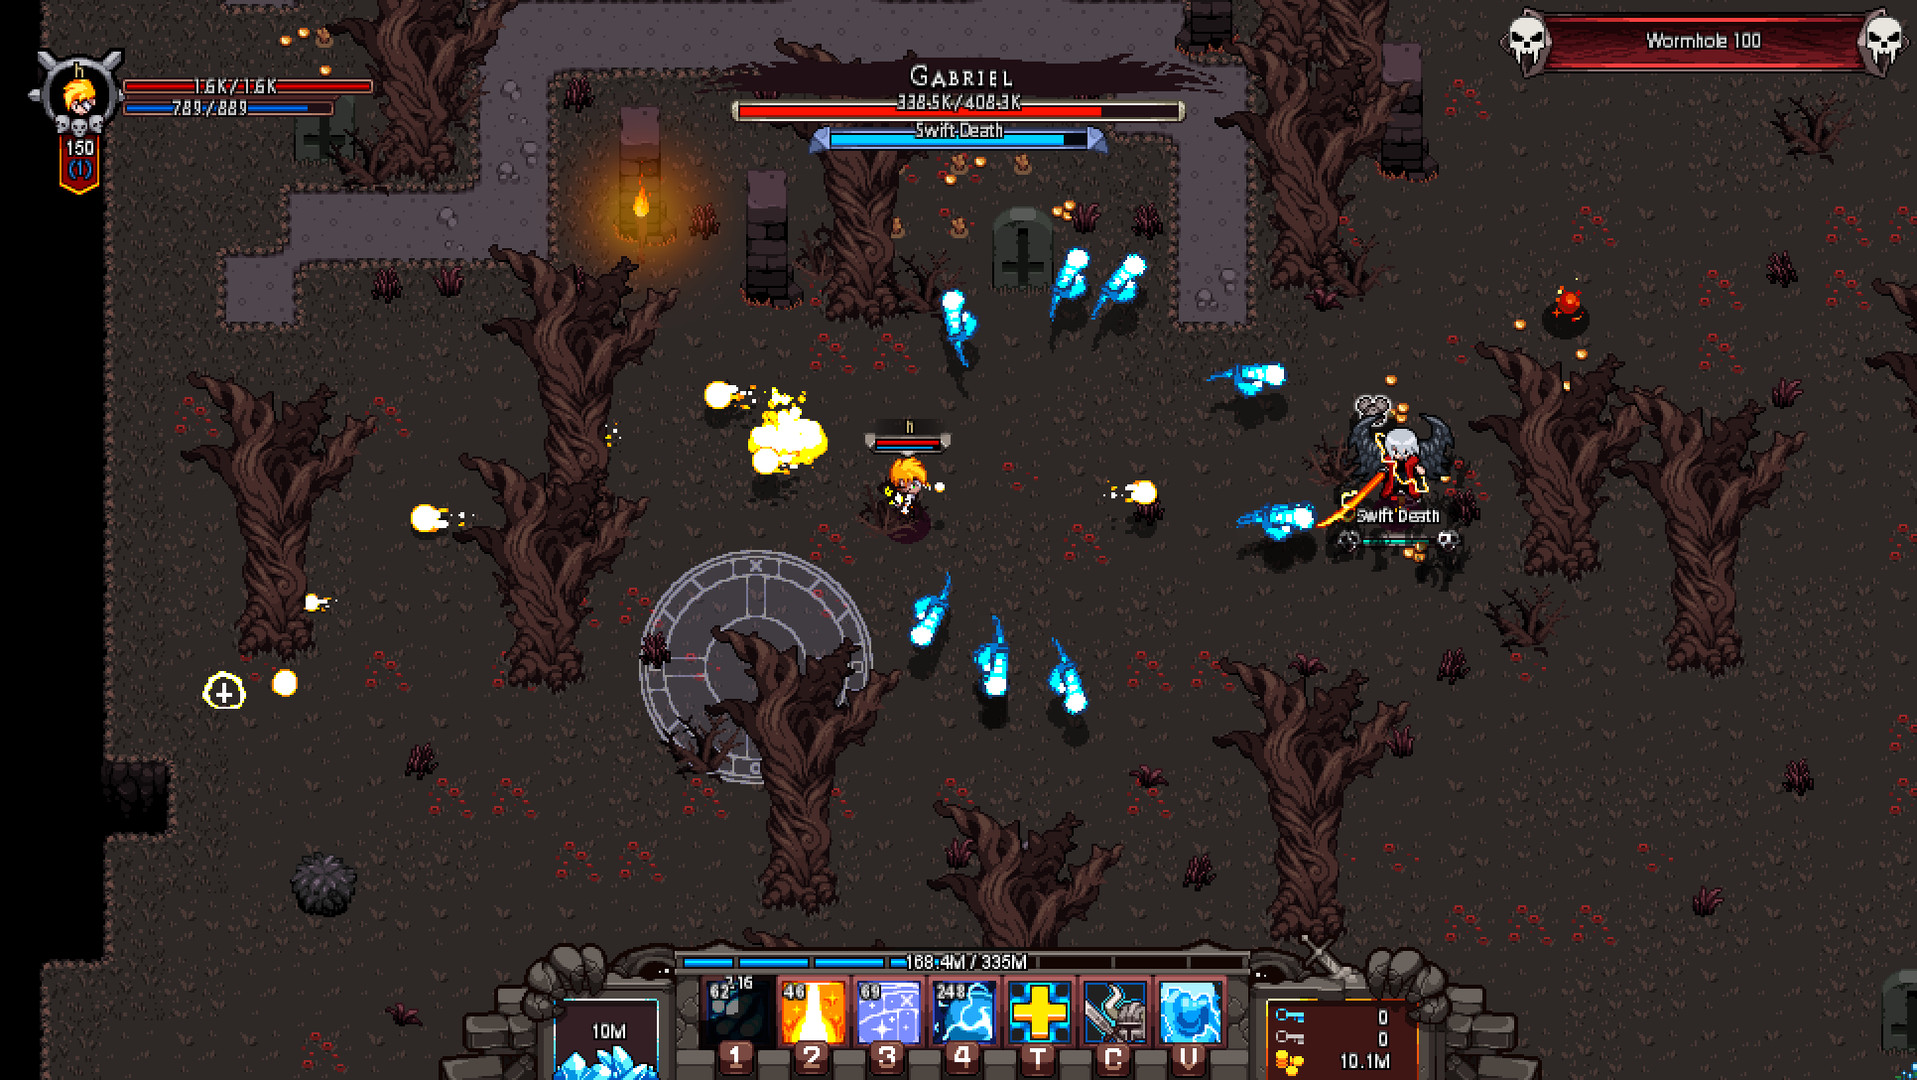 h
1.6K/1.6K
789/889
150
(1)
GABRIEL
338.5K/408.3K
Swift Death
Wormhole 100
h
Swift Death
168.4M/335M
62
2.16
46
69
248
1
2
3
4
T
C
V
10M
0
0
10.1M